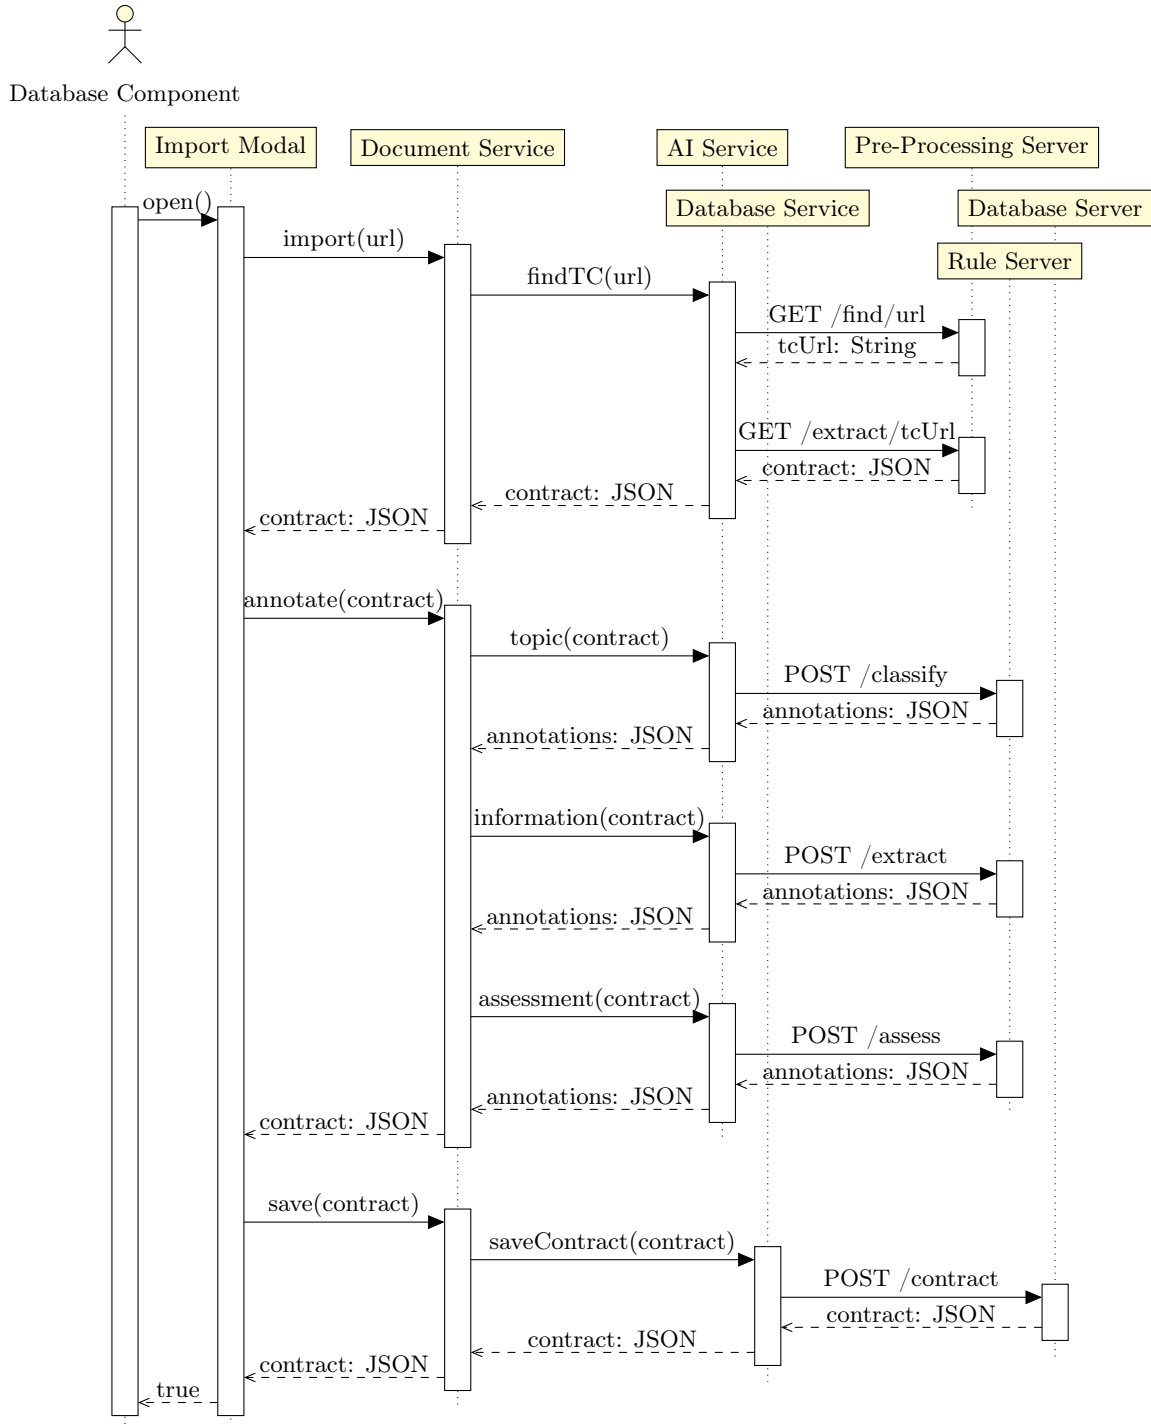 Database Component
Import Modal
Document Service
AI Service
Pre-Processing Server
Database Service
Database Server
Rule Server
open()
import(url)
findTC(url)
GET /find/url
tcUrl: String
GET /extract/tcUrl
contract: JSON
contract: JSON
contract: JSON
annotate(contract)
topic(contract)
POST /classify
annotations: JSON
annotations: JSON
information(contract)
POST /extract
annotations: JSON
annotations: JSON
assessment(contract)
POST /assess
annotations: JSON
annotations: JSON
contract: JSON
save(contract)
saveContract(contract)
POST /contract
contract: JSON
contract: JSON
contract: JSON
true